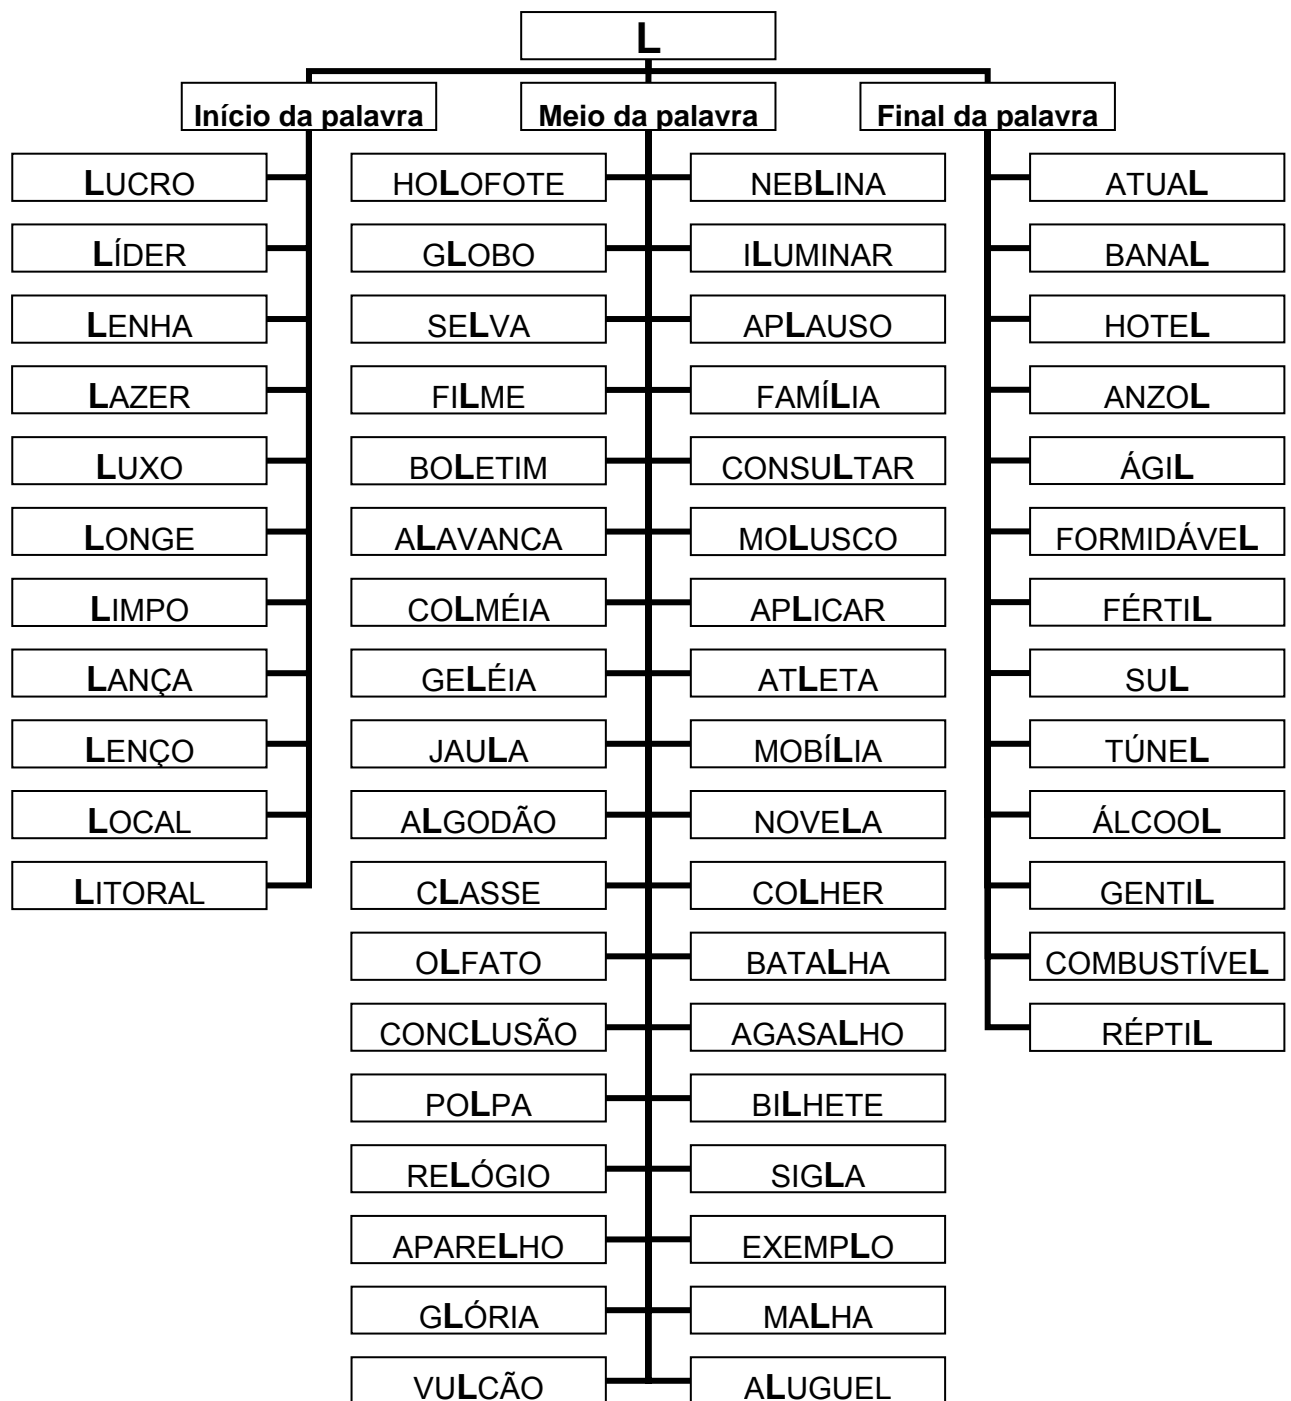 L
Início da palavra Meio da palavra Final da palavra
LUCRO HOLOFOTE NEBLINA ATUAL
LÍDER GLOBO ILUMINAR BANAL
LENHA SELVA APLAUSO HOTEL
LAZER FILME FAMÍLIA ANZOL
LUXO BOLETIM CONSULTAR ÁGIL
LONGE ALAVANCA MOLUSCO FORMIDÁVEL
LIMPO COLMÉIA APLICAR FÉRTIL
LANÇA GELÉIA ATLETA SUL
LENÇO JAULA MOBÍLIA TÚNEL
LOCAL ALGODÃO NOVELA ÁLCOOL
LITORAL CLASSE COLHER GENTIL
OLFATO BATALHA COMBUSTÍVEL
CONCLUSÃO AGASALHO RÉPTIL
POLPA BILHETE
RELÓGIO SIGLA
APARELHO EXEMPLO
GLÓRIA MALHA
VULCÃO ALUGUEL